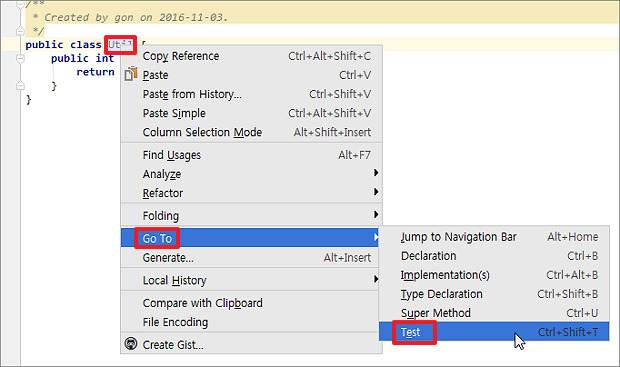 /**
* Created by gon on 2016-11-03.
*/
public class Util {
public int
return
}
}
Copy Reference Ctrl+Alt+Shift+C
Paste Ctrl+V
Paste from History... Ctrl+Shift+V
Paste Simple Ctrl+Alt+Shift+V
Column Selection Mode Alt+Shift+Insert
Find Usages Alt+F7
Analyze
Refactor
Folding
Go To
Generate... Alt+Insert
Local History
Compare with Clipboard
File Encoding
Create Gist...
Jump to Navigation Bar Alt+Home
Declaration Ctrl+B
Implementation(s) Ctrl+Alt+B
Type Declaration Ctrl+Shift+B
Super Method Ctrl+U
Test Ctrl+Shift+T